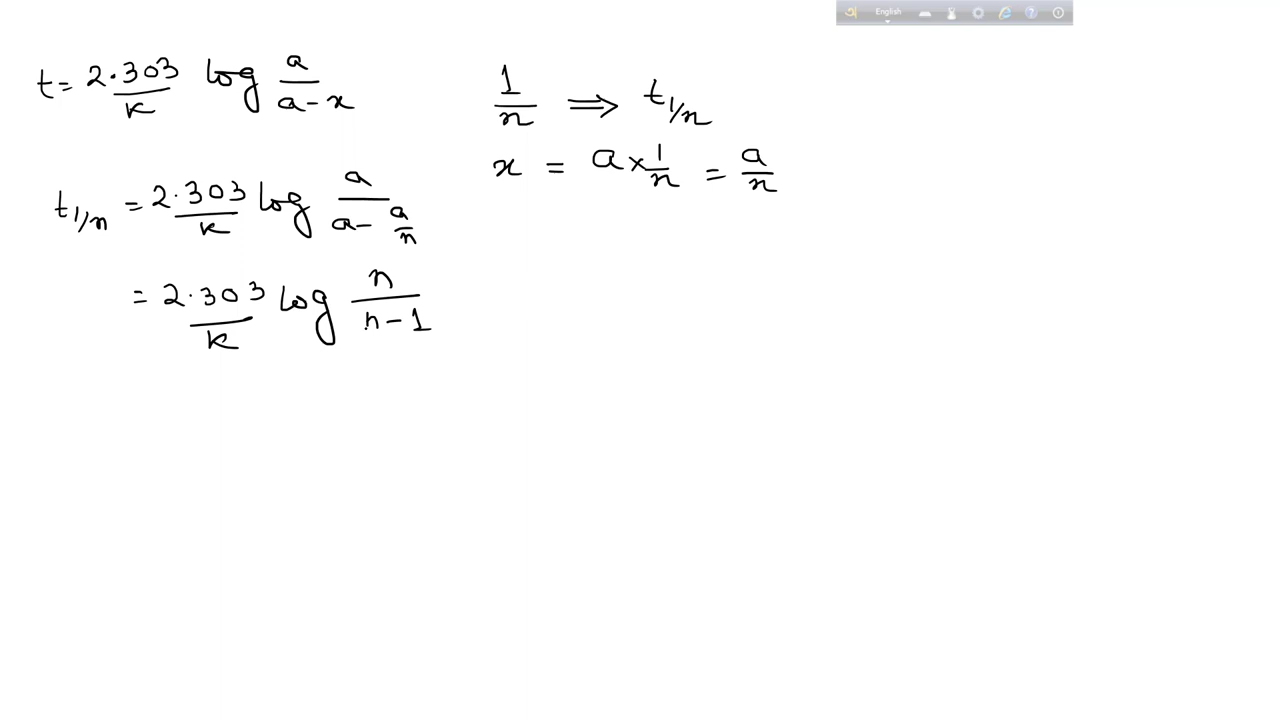 অ English
t = 2.303/k log a/(a-x)
1/n ⟹ t1/n
x = a × 1/n = a/n
t1/n = 2.303/k log a/(a - a/n)
= 2.303/k log n/(n-1)